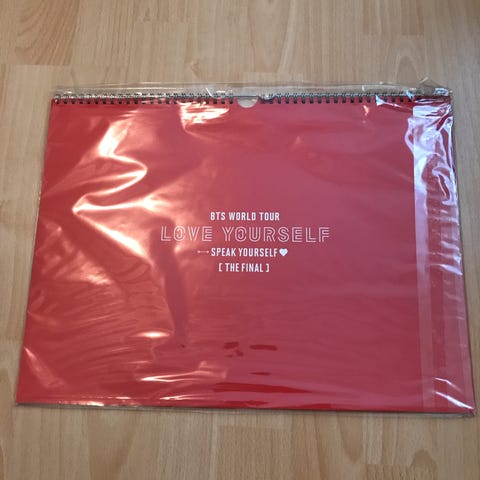 BTS WORLD TOUR
LOVE YOURSELF
SPEAK YOURSELF
[ THE FINAL ]